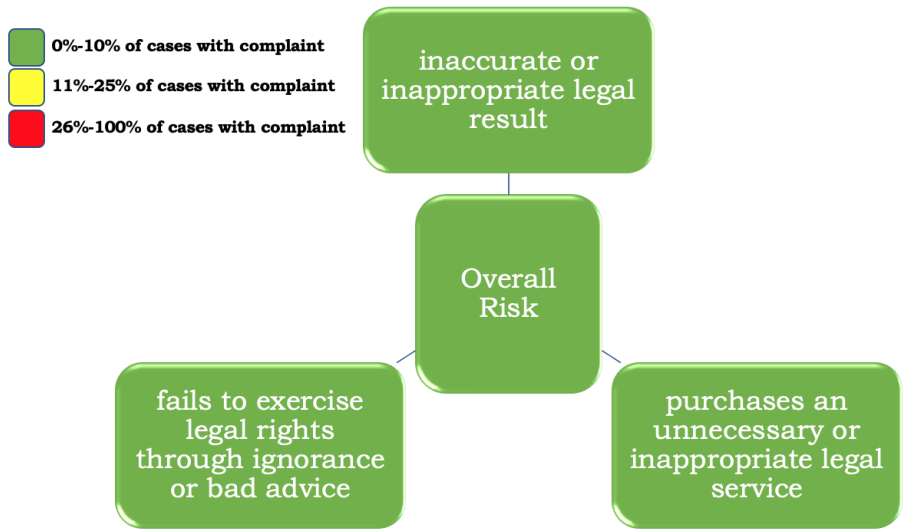 0%-10% of cases with complaint
11%-25% of cases with complaint
26%-100% of cases with complaint
inaccurate or
inappropriate legal
result
Overall
Risk
fails to exercise
legal rights
through ignorance
or bad advice
purchases an
unnecessary or
inappropriate legal
service